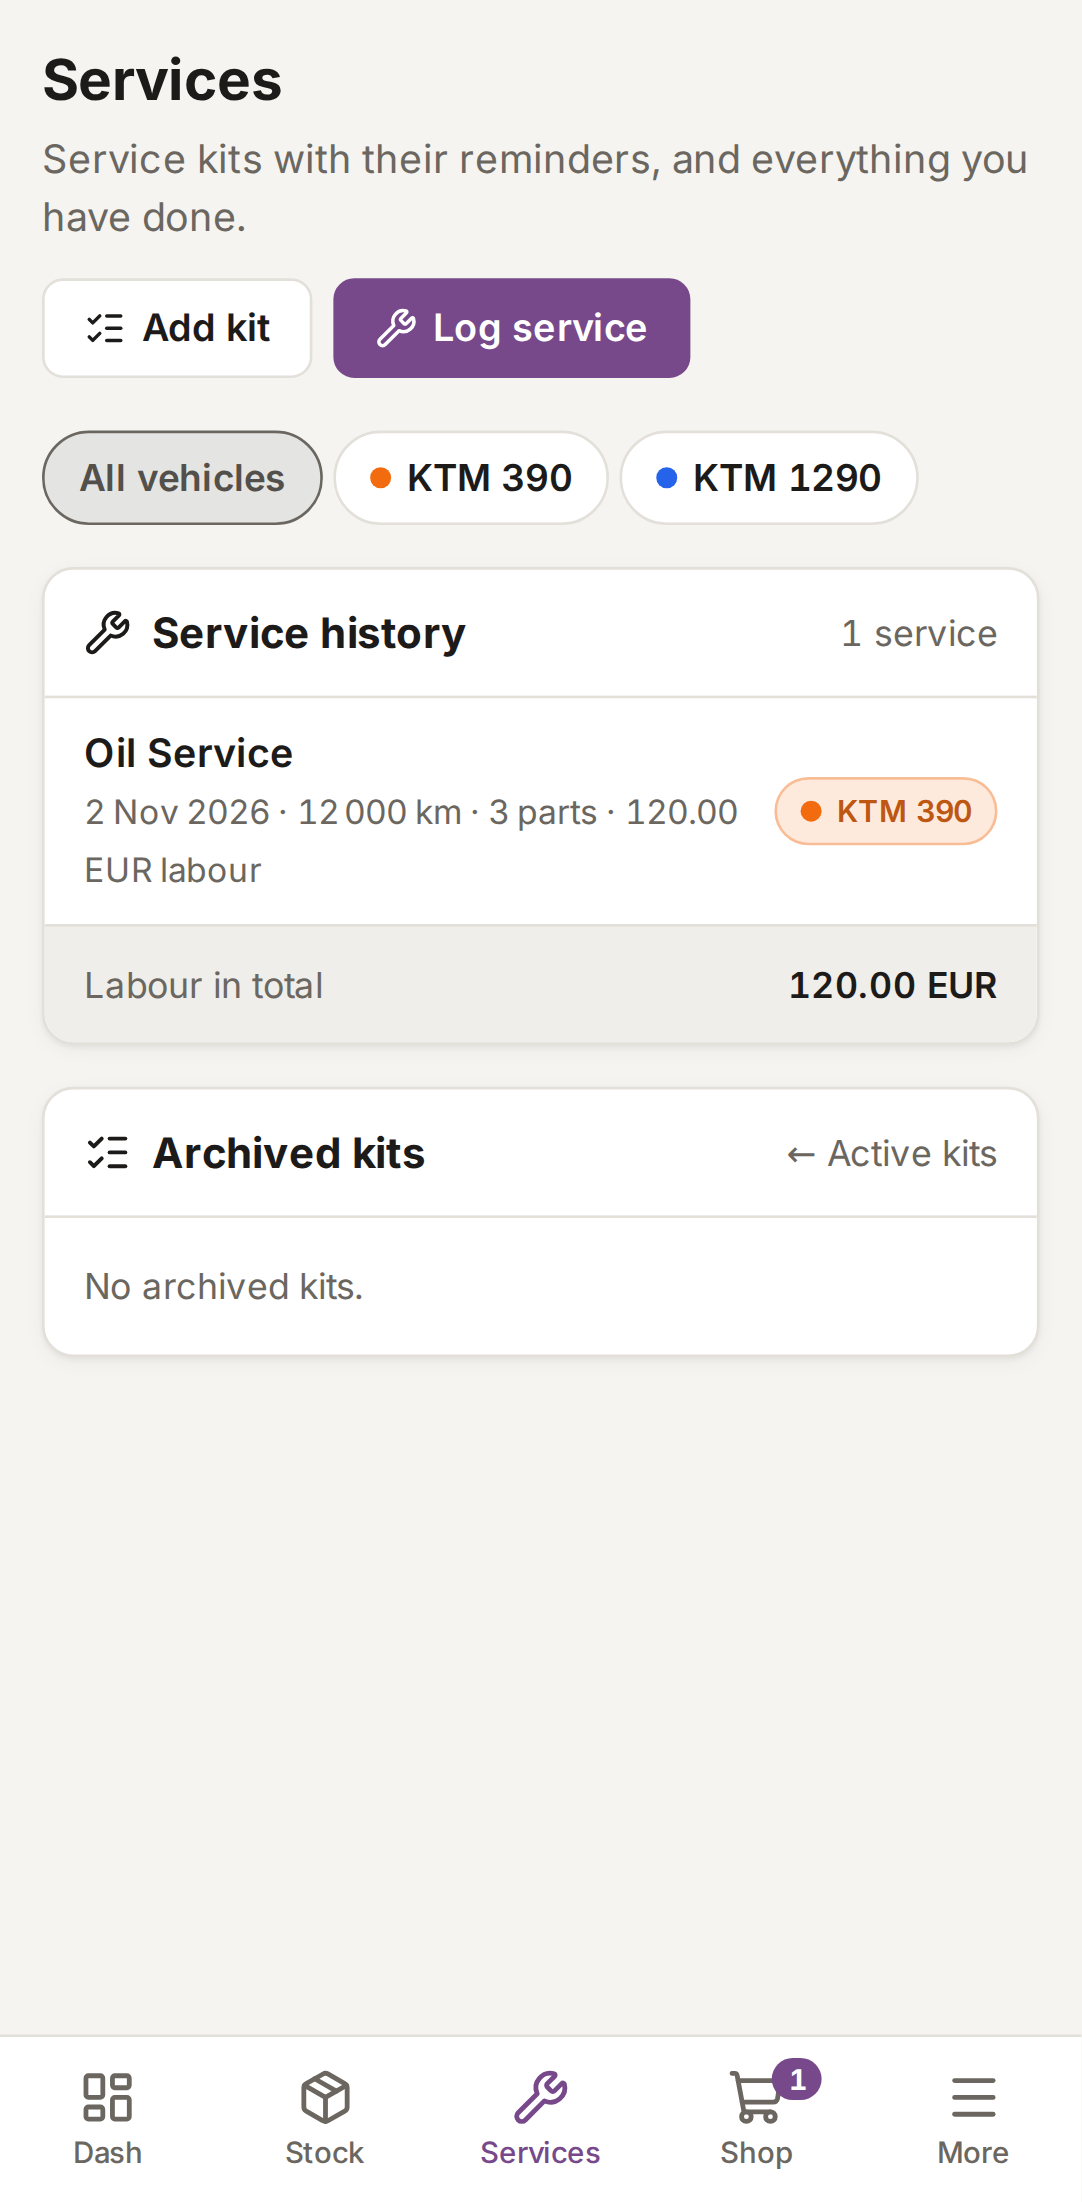 Services
Service kits with their reminders, and everything you
have done.
Add kit
Log service
All vehicles
KTM 390
KTM 1290
Service history
1 service
Oil Service
2 Nov 2026 · 12 000 km · 3 parts · 120.00
EUR labour
KTM 390
Labour in total
120.00 EUR
Archived kits
← Active kits
No archived kits.
1
Dash
Stock
Services
Shop
More